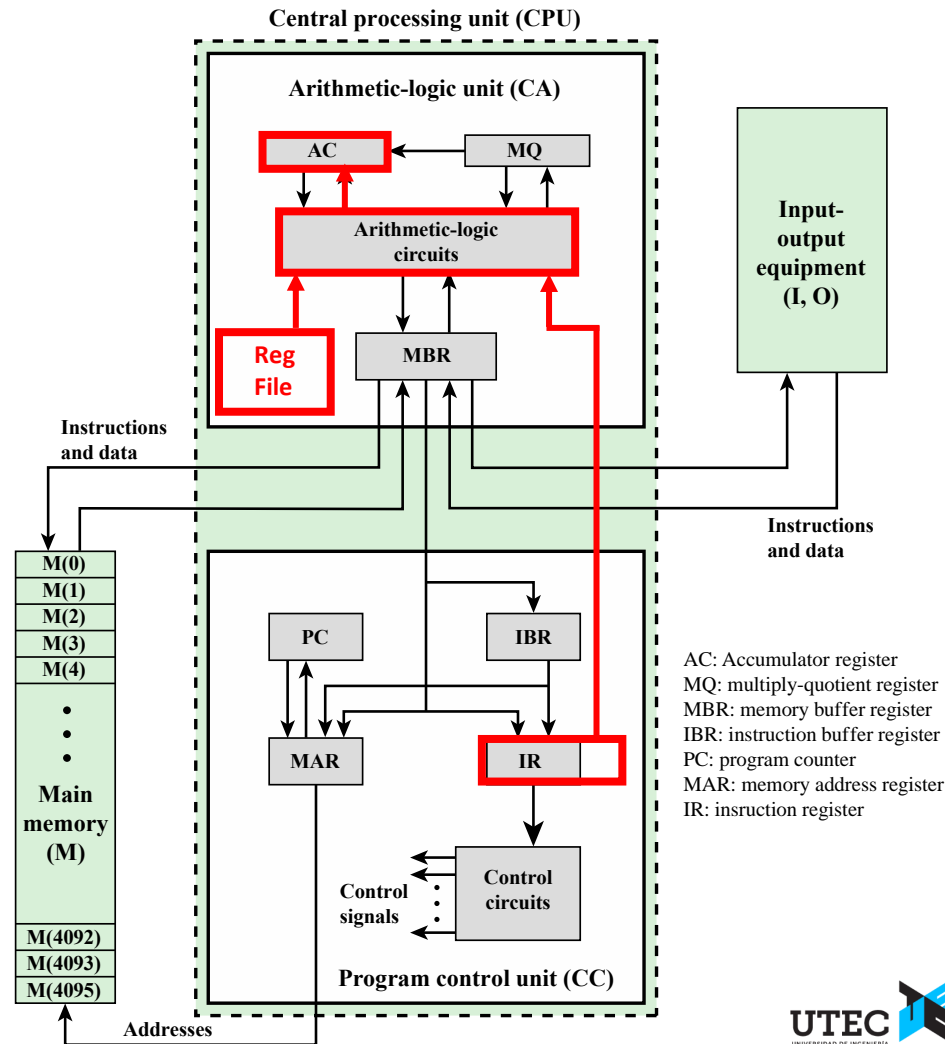 Central processing unit (CPU)
Arithmetic-logic unit (CA)
AC
MQ
Arithmetic-logic
circuits
Reg
File
MBR
Input-
output
equipment
(I, O)
Instructions
and data
Instructions
and data
M(0)
M(1)
M(2)
M(3)
M(4)
Main
memory
(M)
M(4092)
M(4093)
M(4095)
PC
IBR
MAR
IR
Control
signals
Control
circuits
Program control unit (CC)
Addresses
AC: Accumulator register
MQ: multiply-quotient register
MBR: memory buffer register
IBR: instruction buffer register
PC: program counter
MAR: memory address register
IR: insruction register
UTEC
UNIVERSIDAD DE INGENIERÍA